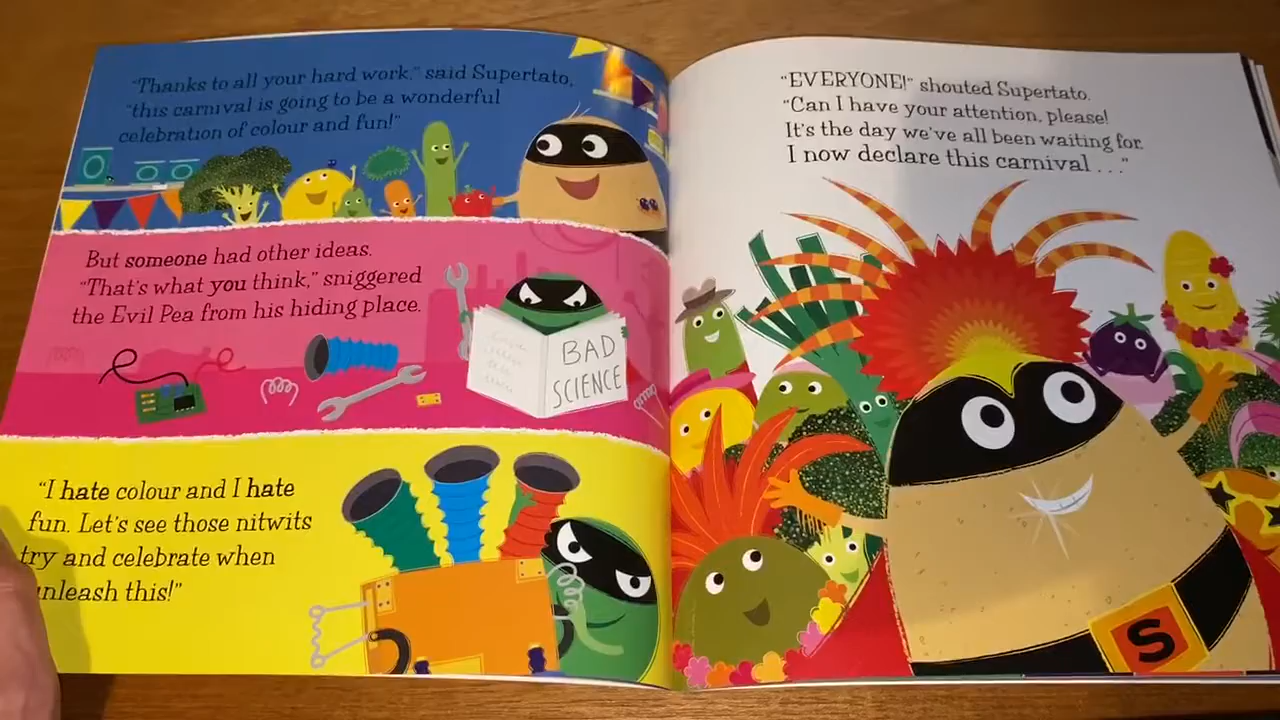 "Thanks to all your hard work," said Supertato,
"this carnival is going to be a wonderful
celebration of colour and fun!"
But someone had other ideas.
"That's what you think," sniggered
the Evil Pea from his hiding place.
BAD
SCIENCE
"I hate colour and I hate
fun. Let's see those nitwits
try and celebrate when
unleash this!"
"EVERYONE!" shouted Supertato.
"Can I have your attention, please!
It's the day we've all been waiting for.
I now declare this carnival . . ."
S